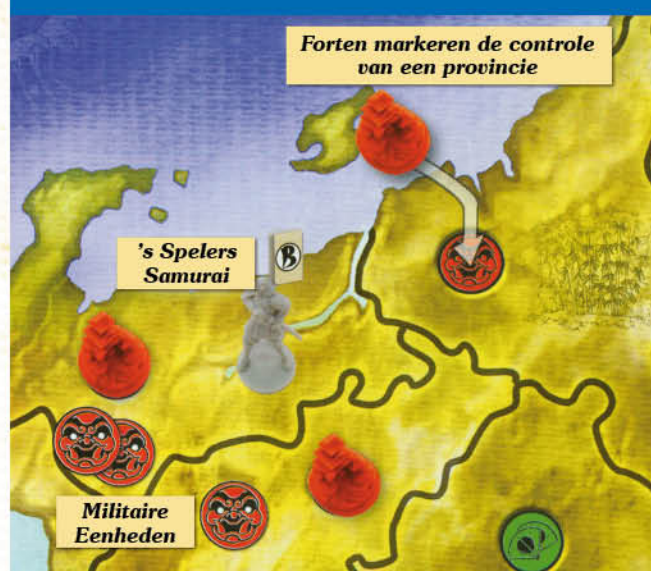 Forten markeren de controle
van een provincie
's Spelers
Samurai
B
Militaire
Eenheden